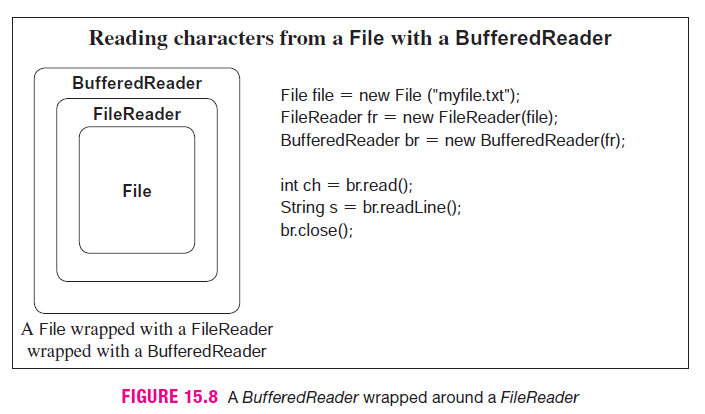 Reading characters from a File with a BufferedReader
BufferedReader
FileReader
File
File file = new File ("myfile.txt");
FileReader fr = new FileReader(file);
BufferedReader br = new BufferedReader(fr);
int ch = br.read();
String s = br.readLine();
br.close();
A File wrapped with a FileReader
wrapped with a BufferedReader
FIGURE 15.8 A BufferedReader wrapped around a FileReader